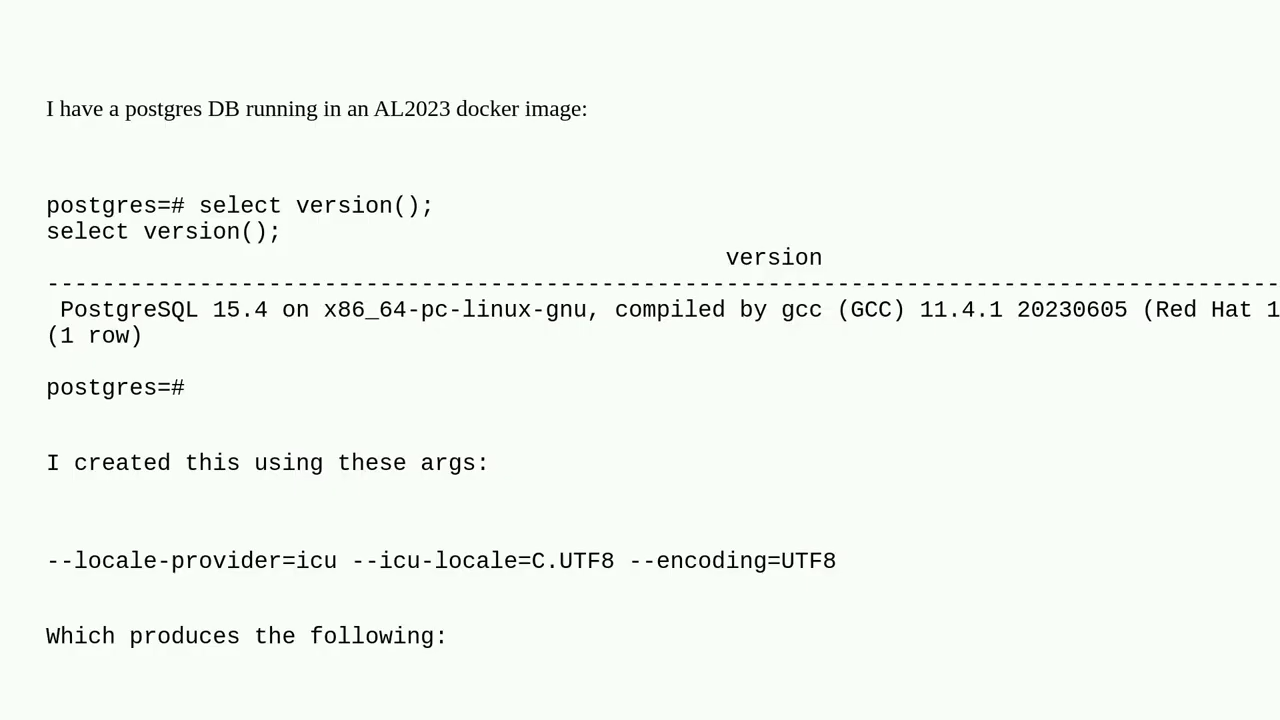 I have a postgres DB running in an AL2023 docker image:
postgres=# select version();
select version();
version
--------------------------------------------------------------------------------------------
PostgreSQL 15.4 on x86_64-pc-linux-gnu, compiled by gcc (GCC) 11.4.1 20230605 (Red Hat 1
(1 row)
postgres=#
I created this using these args:
--locale-provider=icu --icu-locale=C.UTF8 --encoding=UTF8
Which produces the following: